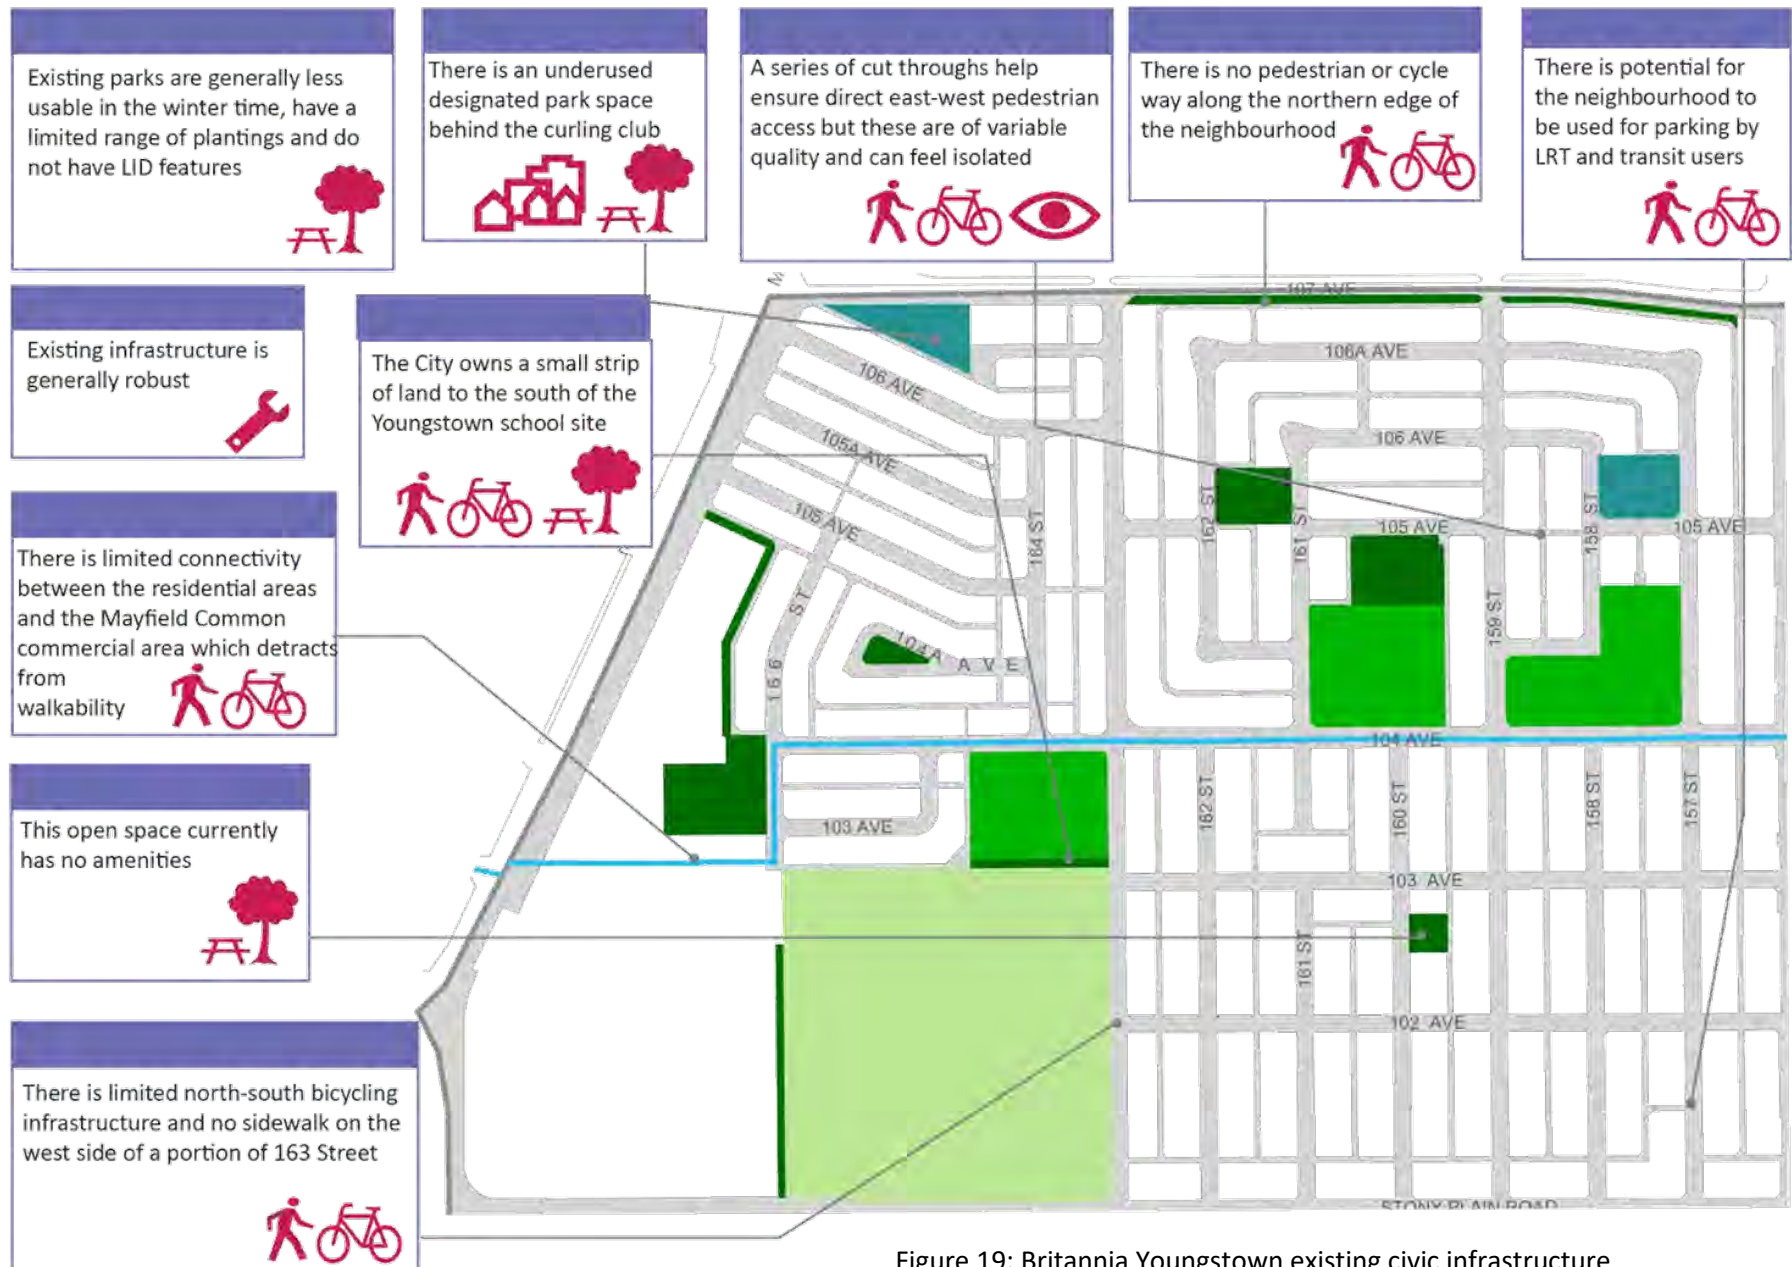 Existing parks are generally less
usable in the winter time, have a
limited range of plantings and do
not have LID features
There is an underused
designated park space
behind the curling club
A series of cut throughs help
ensure direct east-west pedestrian
access but these are of variable
quality and can feel isolated
There is no pedestrian or cycle
way along the northern edge of
the neighbourhood
There is potential for
the neighbourhood to
be used for parking by
LRT and transit users
Existing infrastructure is
generally robust
The City owns a small strip
of land to the south of the
Youngstown school site
There is limited connectivity
between the residential areas
and the Mayfield Common
commercial area which detracts
from
walkability
This open space currently
has no amenities
There is limited north-south bicycling
infrastructure and no sidewalk on the
west side of a portion of 163 Street
M
107 AVE
106A AVE
106 AVE
106 AVE
105A AVE
105 AVE
105 AVE
105 AVE
164 ST
162 ST
161 ST
159 ST
158 ST
166 ST
104A AVE
104 AVE
103 AVE
162 ST
160 ST
158 ST
157 ST
103 AVE
161 ST
102 AVE
STONY PLAIN ROAD
Figure 19: Britannia Youngstown existing civic infrastructure